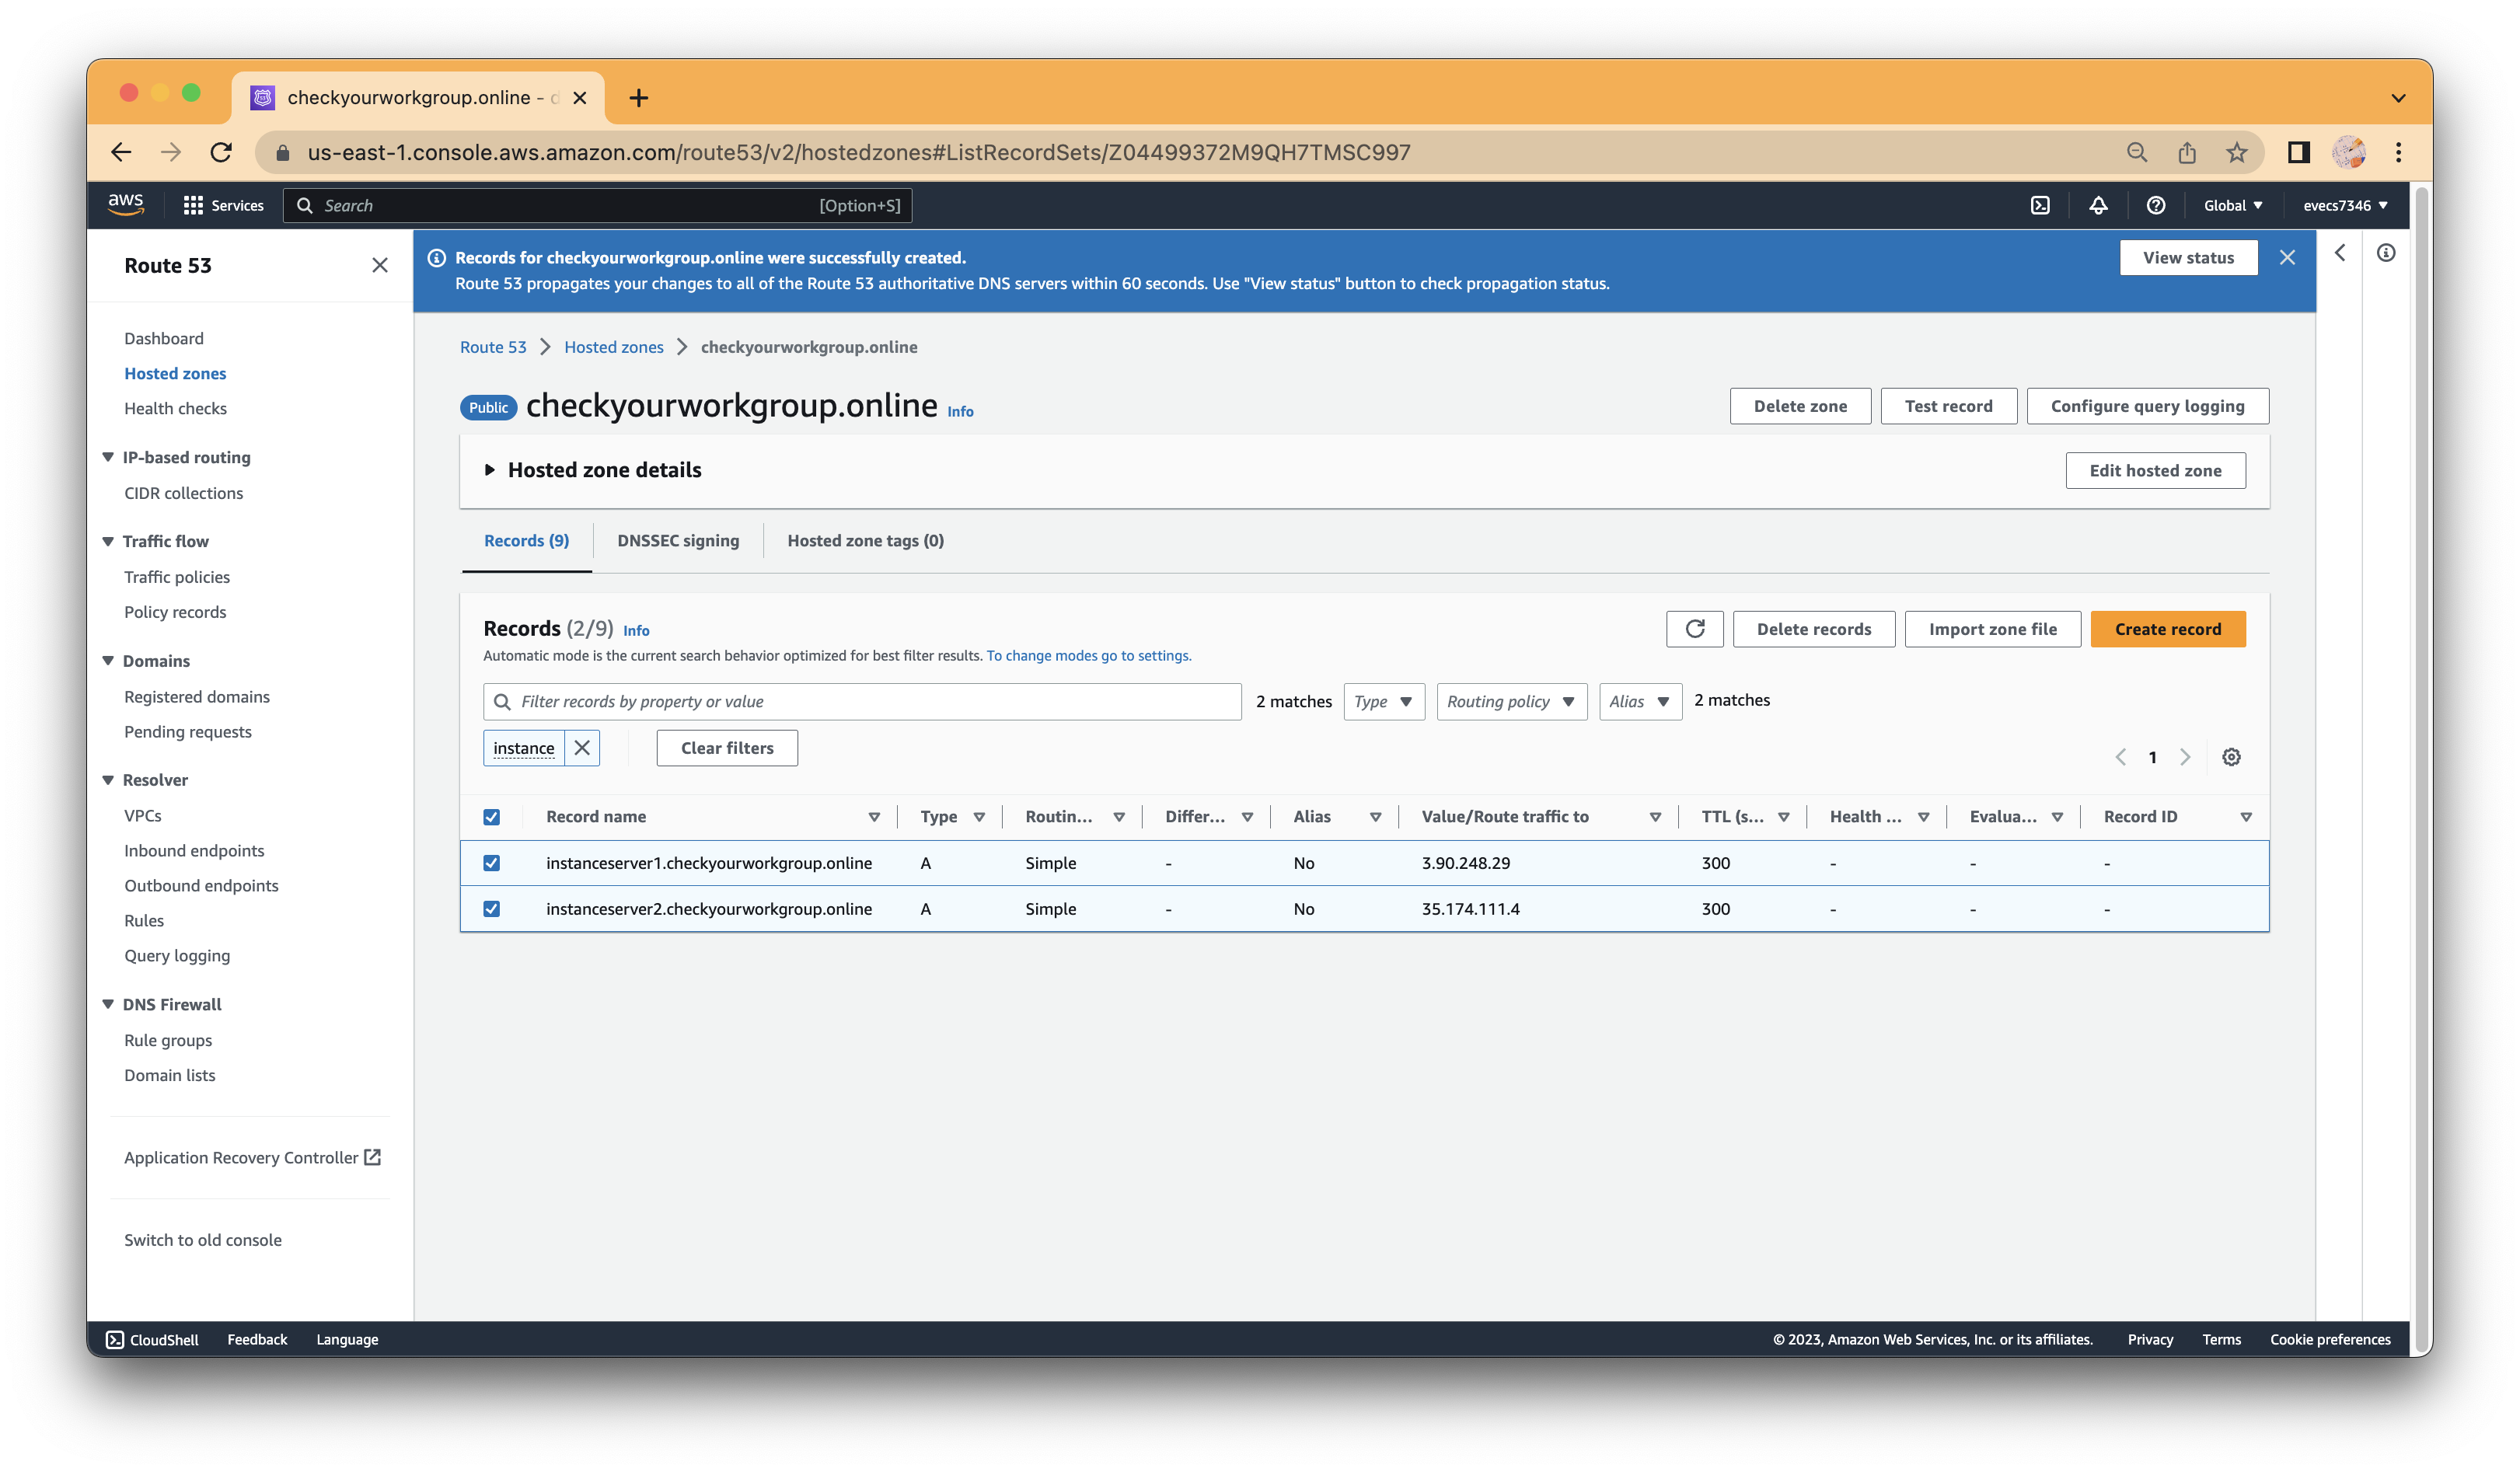 checkyourworkgroup.online -
us-east-1.console.aws.amazon.com/route53/v2/hostedzones#ListRecordSets/Z04499372M9QH7TMSC997
aws
Services
Search
[Option+S]
Global
evecs7346
Route 53
Records for checkyourworkgroup.online were successfully created.
Route 53 propagates your changes to all of the Route 53 authoritative DNS servers within 60 seconds. Use "View status" button to check propagation status.
View status
Dashboard
Hosted zones
Health checks
IP-based routing
CIDR collections
Traffic flow
Traffic policies
Policy records
Domains
Registered domains
Pending requests
Resolver
VPCs
Inbound endpoints
Outbound endpoints
Rules
Query logging
DNS Firewall
Rule groups
Domain lists
Application Recovery Controller
Switch to old console
Route 53 Hosted zones checkyourworkgroup.online
Public checkyourworkgroup.online Info
Delete zone Test record Configure query logging
Hosted zone details
Edit hosted zone
Records (9) DNSSEC signing Hosted zone tags (0)
Records (2/9) Info
Delete records Import zone file Create record
Automatic mode is the current search behavior optimized for best filter results. To change modes go to settings.
Filter records by property or value
2 matches Type Routing policy Alias 2 matches
instance Clear filters
1
Record name Type Routin... Differ... Alias Value/Route traffic to TTL (s... Health ... Evalua... Record ID
instanceserver1.checkyourworkgroup.online A Simple - No 3.90.248.29 300 - - -
instanceserver2.checkyourworkgroup.online A Simple - No 35.174.111.4 300 - - -
CloudShell Feedback Language
© 2023, Amazon Web Services, Inc. or its affiliates. Privacy Terms Cookie preferences